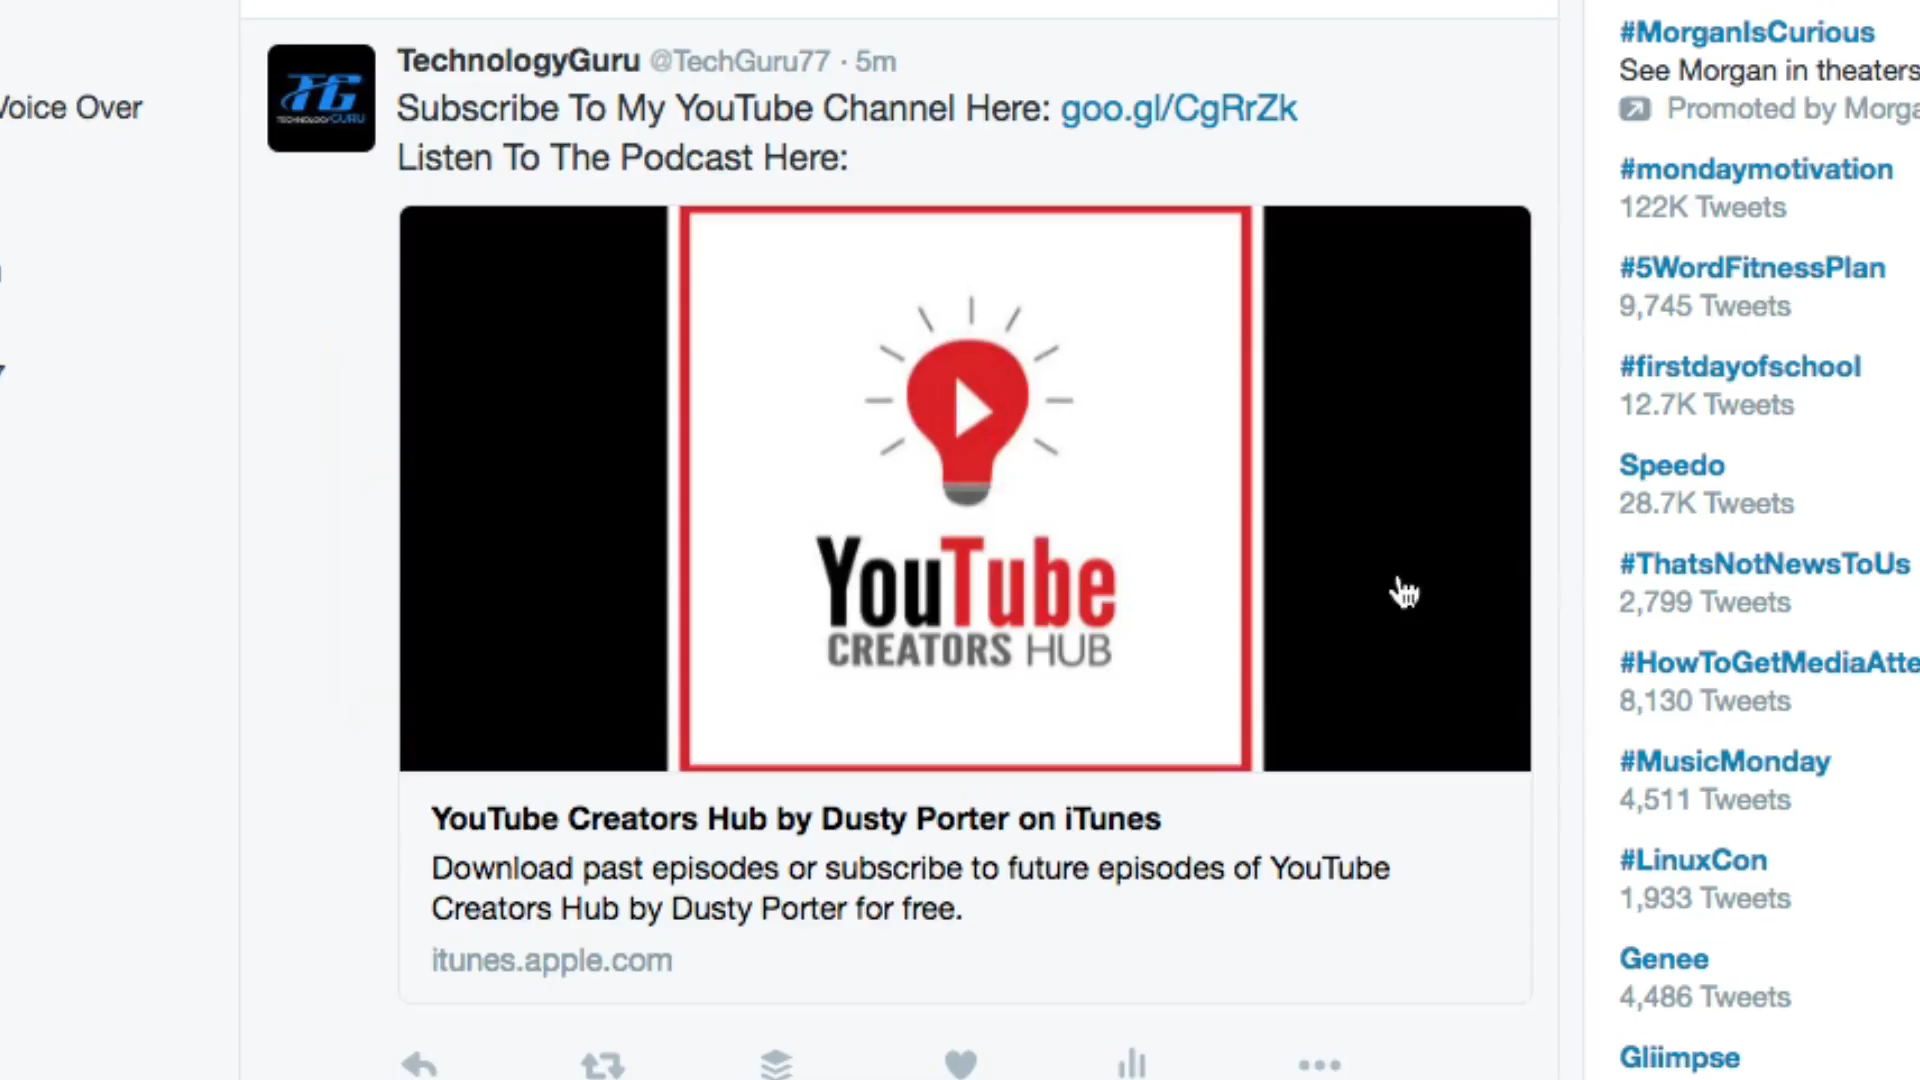 Voice Over
TechnologyGuru @TechGuru77 · 5m
Subscribe To My YouTube Channel Here: goo.gl/CgRrZk
Listen To The Podcast Here:
TG
TECHNOLOGYGURU
YouTube
CREATORS HUB
YouTube Creators Hub by Dusty Porter on iTunes
Download past episodes or subscribe to future episodes of YouTube
Creators Hub by Dusty Porter for free.
itunes.apple.com
#MorganIsCurious
See Morgan in theaters
Promoted by Morga
#mondaymotivation
122K Tweets
#5WordFitnessPlan
9,745 Tweets
#firstdayofschool
12.7K Tweets
Speedo
28.7K Tweets
#ThatsNotNewsToUs
2,799 Tweets
#HowToGetMediaAtte
8,130 Tweets
#MusicMonday
4,511 Tweets
#LinuxCon
1,933 Tweets
Genee
4,486 Tweets
Gliimpse